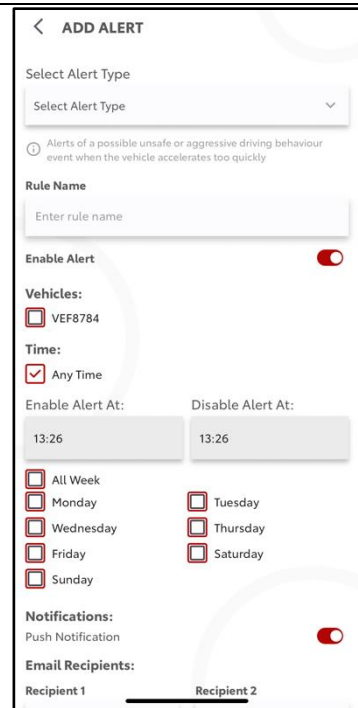 ADD ALERT
Select Alert Type
Select Alert Type
Alerts of a possible unsafe or aggressive driving behaviour
event when the vehicle accelerates too quickly
Rule Name
Enter rule name
Enable Alert
Vehicles:
VEF8784
Time:
Any Time
Enable Alert At: Disable Alert At:
13:26 13:26
All Week
Monday Tuesday
Wednesday Thursday
Friday Saturday
Sunday
Notifications:
Push Notification
Email Recipients:
Recipient 1 Recipient 2